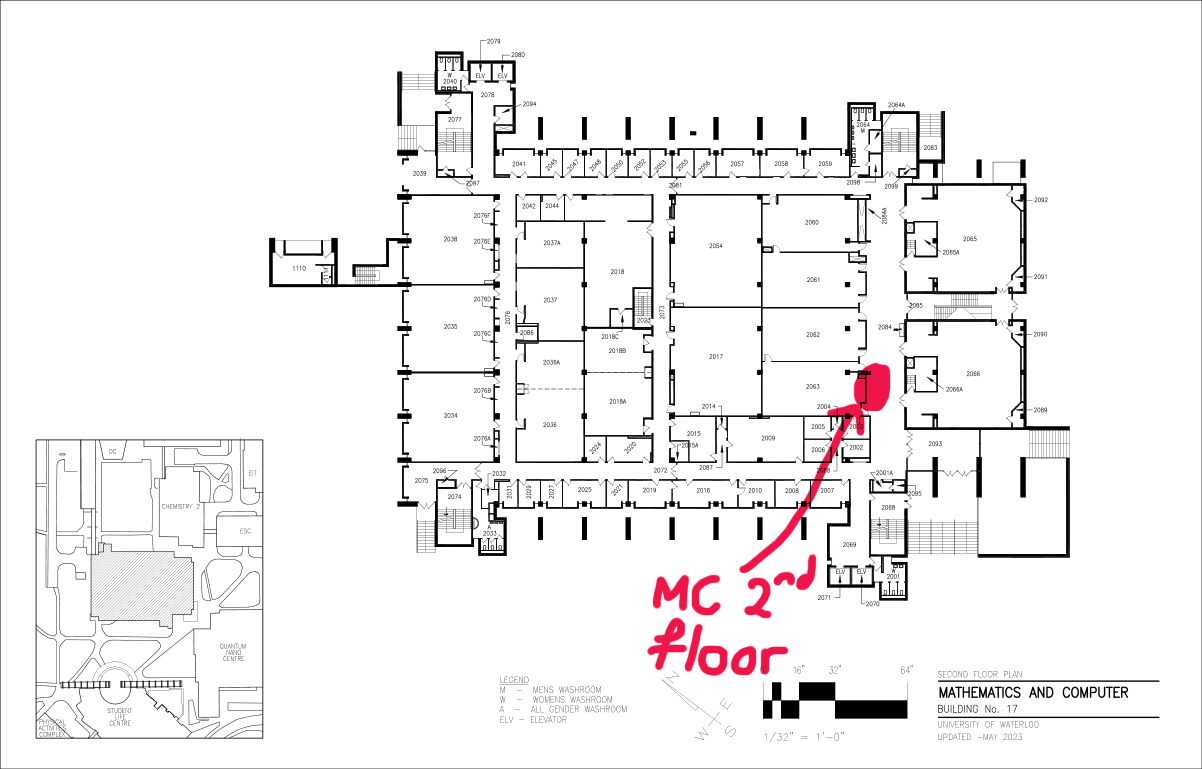 2079
2080
W
2040
ELV
ELV
2078
2094
2077
2064A
2064
M
2083
2041
2045
2047
2048
2050
2052
2053
2055
2056
2057
2058
2059
2039
2097
2081
2098
2099
2042
2044
2076F
2060
2084A
2092
2038
2037A
2076E
2054
2065
2065A
1110
2018
2061
2091
2037
2076D
2085
2076
2073
2023
2035
2086
2018C
2084
2062
2076C
2018B
2090
2036A
2017
2066
2063
2066A
2076B
2018A
2034
2014
2004
2089
2036
2015
2005
2003
2076A
2009
2024
2020
2015A
2006
2002
2093
2087
2088
2096
2032
2072
2001A
2075
2074
2031
2029
2027
2025
2021
2019
2016
2010
2008
2007
2095
2068
A
2033
2069
ELV
ELV
W
2001
2071
2070
MC 2nd
floor
DC
EIT
CHEMISTRY 2
ESC
QUANTUM
NANO
CENTRE
STUDENT
LIFE
CENTRE
PHYSICAL
ACTIVITIES
COMPLEX
LEGEND
M - MENS WASHROOM
W - WOMENS WASHROOM
A - ALL GENDER WASHROOM
ELV - ELEVATOR
N
E
W
S
16" 32" 64"
1/32" = 1'-0"
SECOND FLOOR PLAN
MATHEMATICS AND COMPUTER
BUILDING No. 17
UNIVERSITY OF WATERLOO
UPDATED -MAY 2023